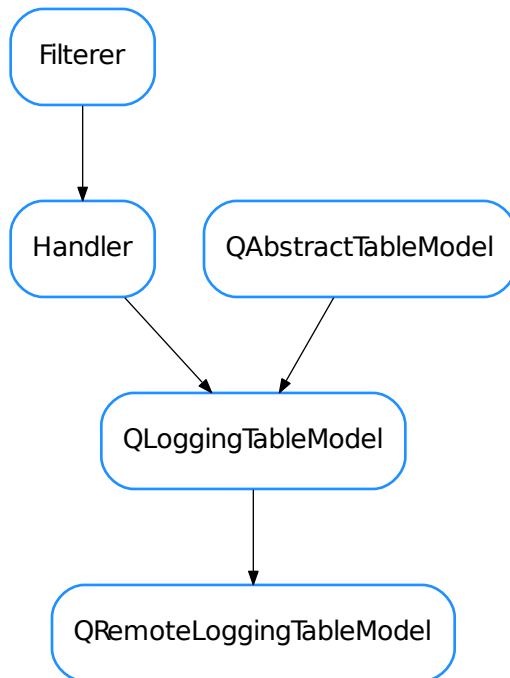 Filterer
Handler
QAbstractTableModel
QLoggingTableModel
QRemoteLoggingTableModel